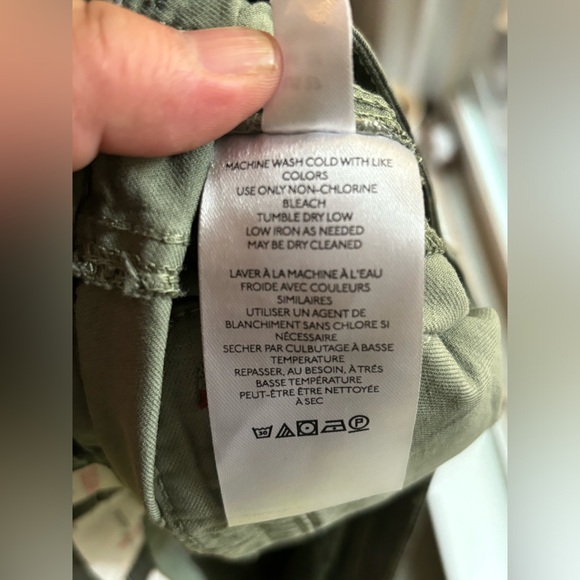 MACHINE WASH COLD WITH LIKE
COLORS
USE ONLY NON-CHLORINE
BLEACH
TUMBLE DRY LOW
LOW IRON AS NEEDED
MAY BE DRY CLEANED
LAVER À LA MACHINE À L'EAU
FROIDE AVEC COULEURS
SIMILAIRES
UTILISER UN AGENT DE
BLANCHIMENT SANS CHLORE SI
NÉCESSAIRE
SECHER PAR CULBUTAGE À BASSE
TEMPERATURE
REPASSER, AU BESOIN, À TRÉS
BASSE TEMPÉRATURE
PEUT-ÊTRE ÊTRE NETTOYÉE
À SEC
30 P